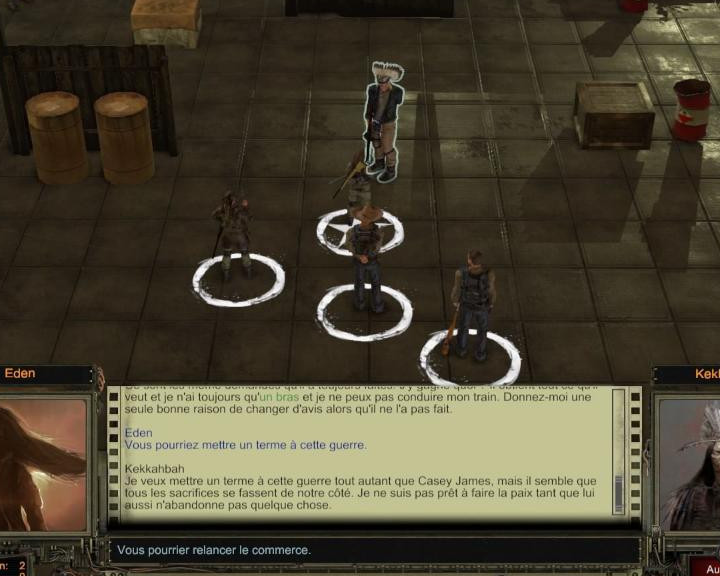 Eden
Kekk
veut et je n'ai toujours qu'un bras et je ne peux pas conduire mon train. Donnez-moi une
seule bonne raison de changer d'avis alors qu'il ne l'a pas fait.
Eden
Vous pourriez mettre un terme à cette guerre.
Kekkahbah
Je veux mettre un terme à cette guerre tout autant que Casey James, mais il semble que
tous les sacrifices se fassent de notre côté. Je ne suis pas prêt à faire la paix tant que lui
aussi n'abandonne pas quelque chose.
Vous pourrier relancer le commerce.
n: 2
Au